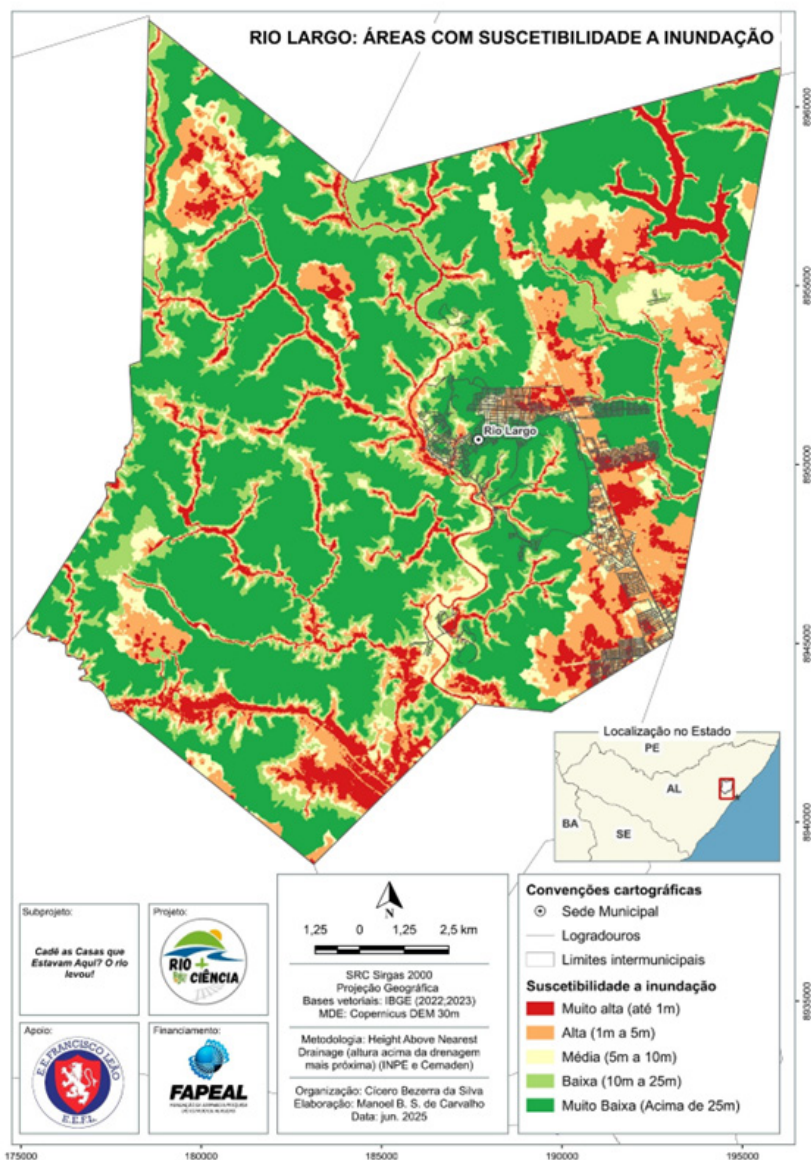 RIO LARGO: ÁREAS COM SUSCETIBILIDADE A INUNDAÇÃO
8960000
8955000
Rio Largo
8950000
8945000
Localização no Estado
PE
AL
BA
SE
8940000
Subprojeto:
Cadê as Casas que
Estavam Aqui? O rio
levou!
Projeto:
RIO +
CIÊNCIA
Apoio:
E.E. FRANCISCO LEÃO
E.E.F.L.
Financiamento:
FAPEAL
N
1,25 0 1,25 2,5 km
SRC Sirgas 2000
Projeção Geográfica
Bases vetoriais: IBGE (2022;2023)
MDE: Copernicus DEM 30m
Metodologia: Height Above Nearest
Drainage (altura acima da drenagem
mais próxima) (INPE e Cemaden)
Organização: Cícero Bezerra da Silva
Elaboração: Manoel B. S. de Carvalho
Data: jun. 2025
Convenções cartográficas
Sede Municipal
Logradouros
Limites intermunicipais
Suscetibilidade a inundação
Muito alta (até 1m)
Alta (1m a 5m)
Média (5m a 10m)
Baixa (10m a 25m)
Muito Baixa (Acima de 25m)
8935000
175000 180000 185000 190000 195000